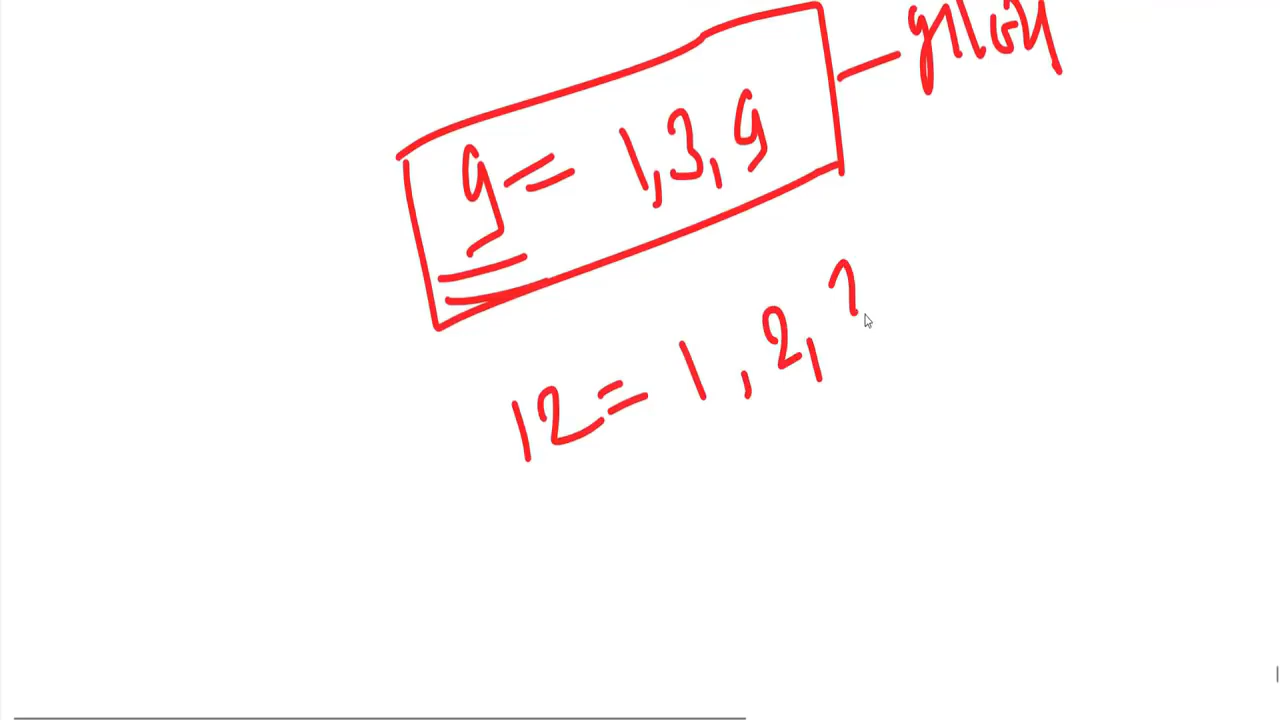 9 = 1, 3, 9
12 = 1, 2,